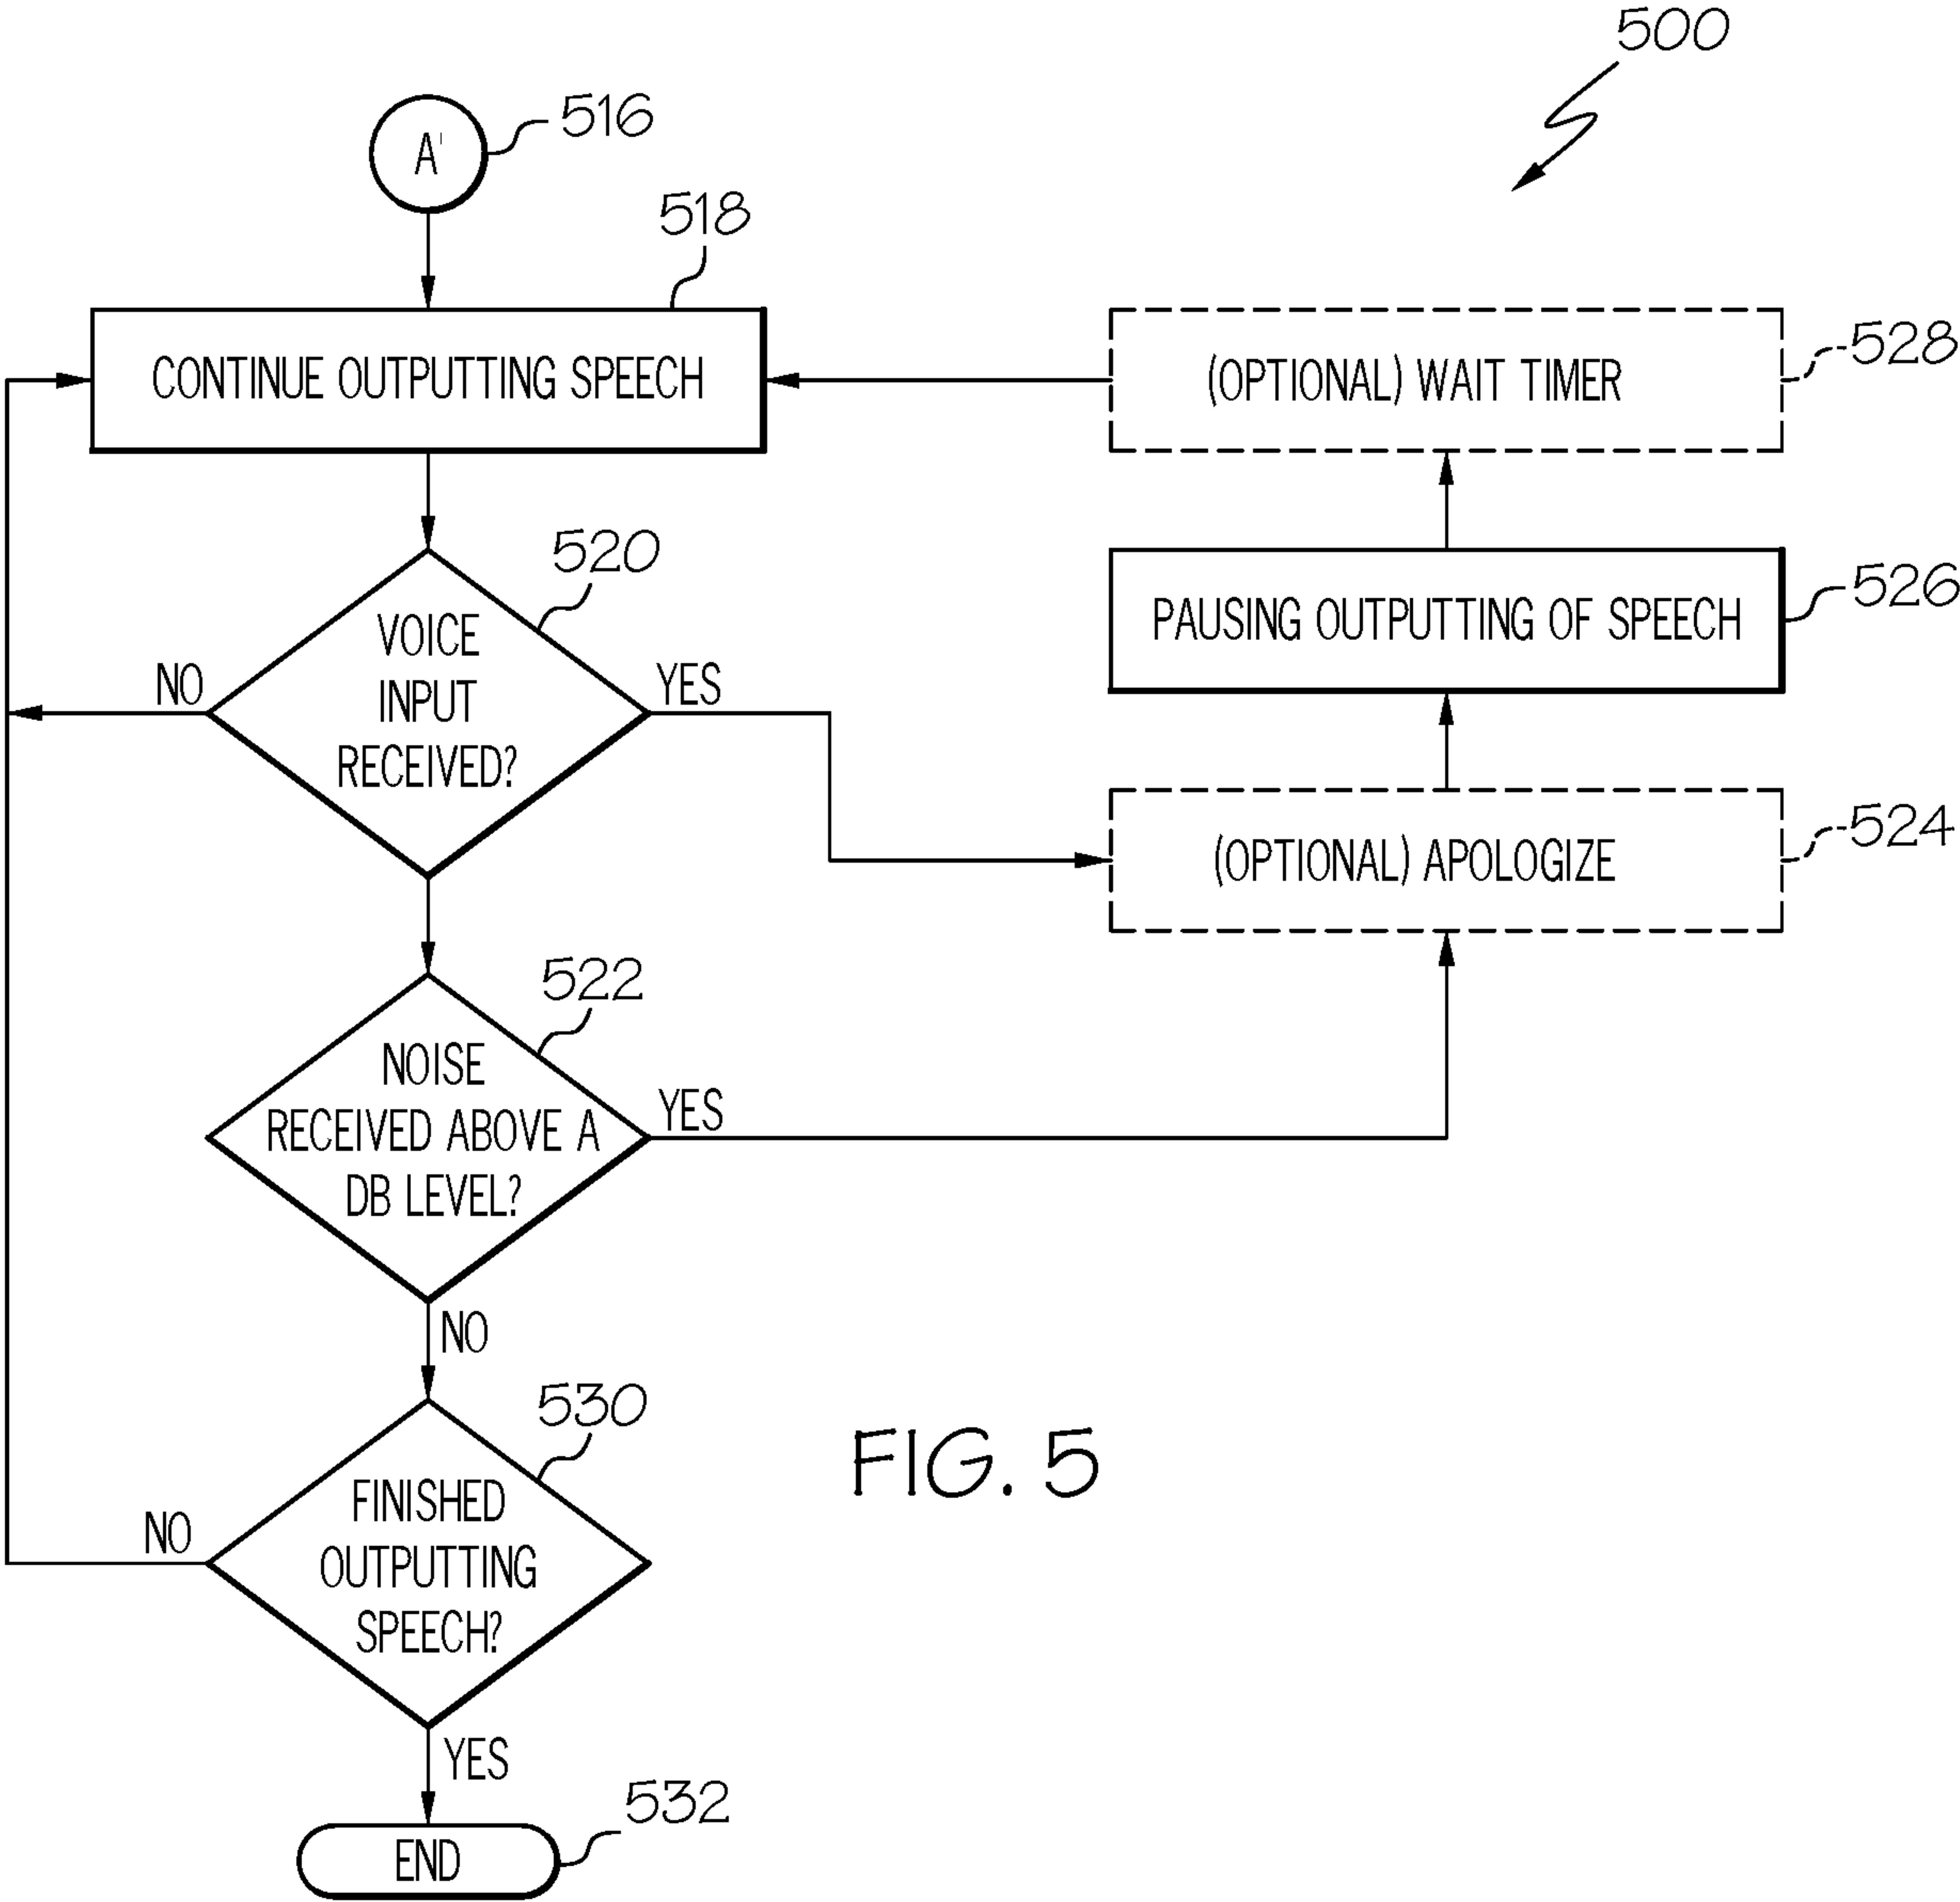 500
A'
516
518
CONTINUE OUTPUTTING SPEECH
(OPTIONAL) WAIT TIMER
528
520
VOICE
INPUT
RECEIVED?
NO
YES
PAUSING OUTPUTTING OF SPEECH
526
(OPTIONAL) APOLOGIZE
524
522
NOISE
RECEIVED ABOVE A
DB LEVEL?
YES
NO
530
FINISHED
OUTPUTTING
SPEECH?
NO
YES
FIG. 5
532
END